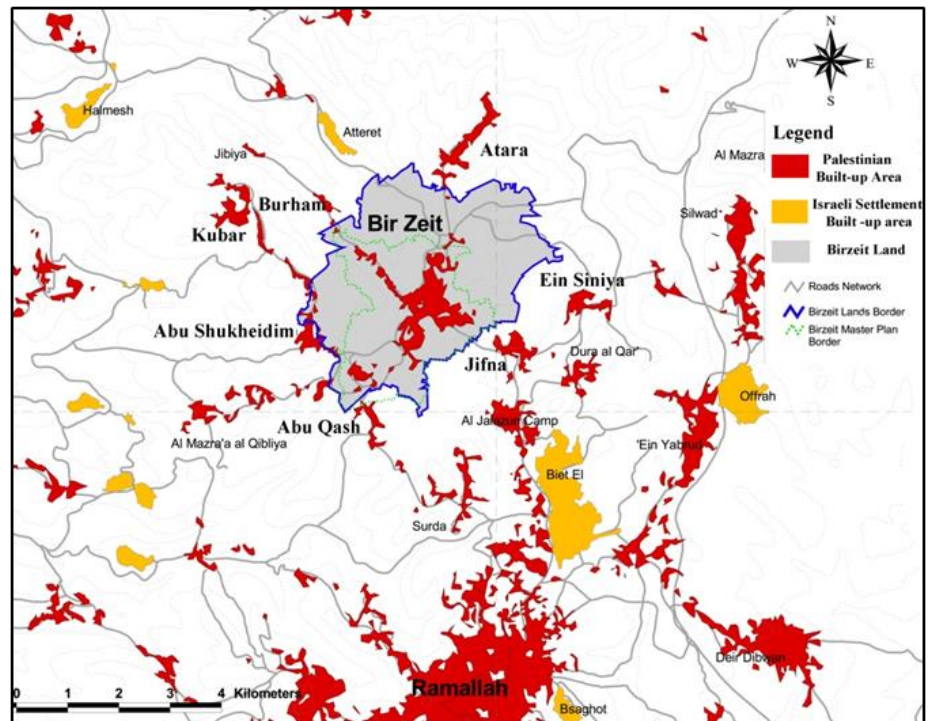 N
W E
S
Halmesh
Atteret
Atara
Jibiya
Burham
Kubar
Bir Zeit
Legend
Palestinian
Built-up Area
Israeli Settlement
Built -up area
Birzeit Land
Roads Network
Birzeit Lands Border
Birzeit Master Plan
Border
Al Mazra
Silwad
Ein Siniya
Abu Shukheidim
Jifna
Dura al Qar'
Offrah
Al Mazra'a al Qibliya
Abu Qash
Al Jalazun Camp
'Ein Yabrud
Biet El
Surda
Deir Dibwan
Ramallah
Bsaghot
0 1 2 3 4 Kilometers